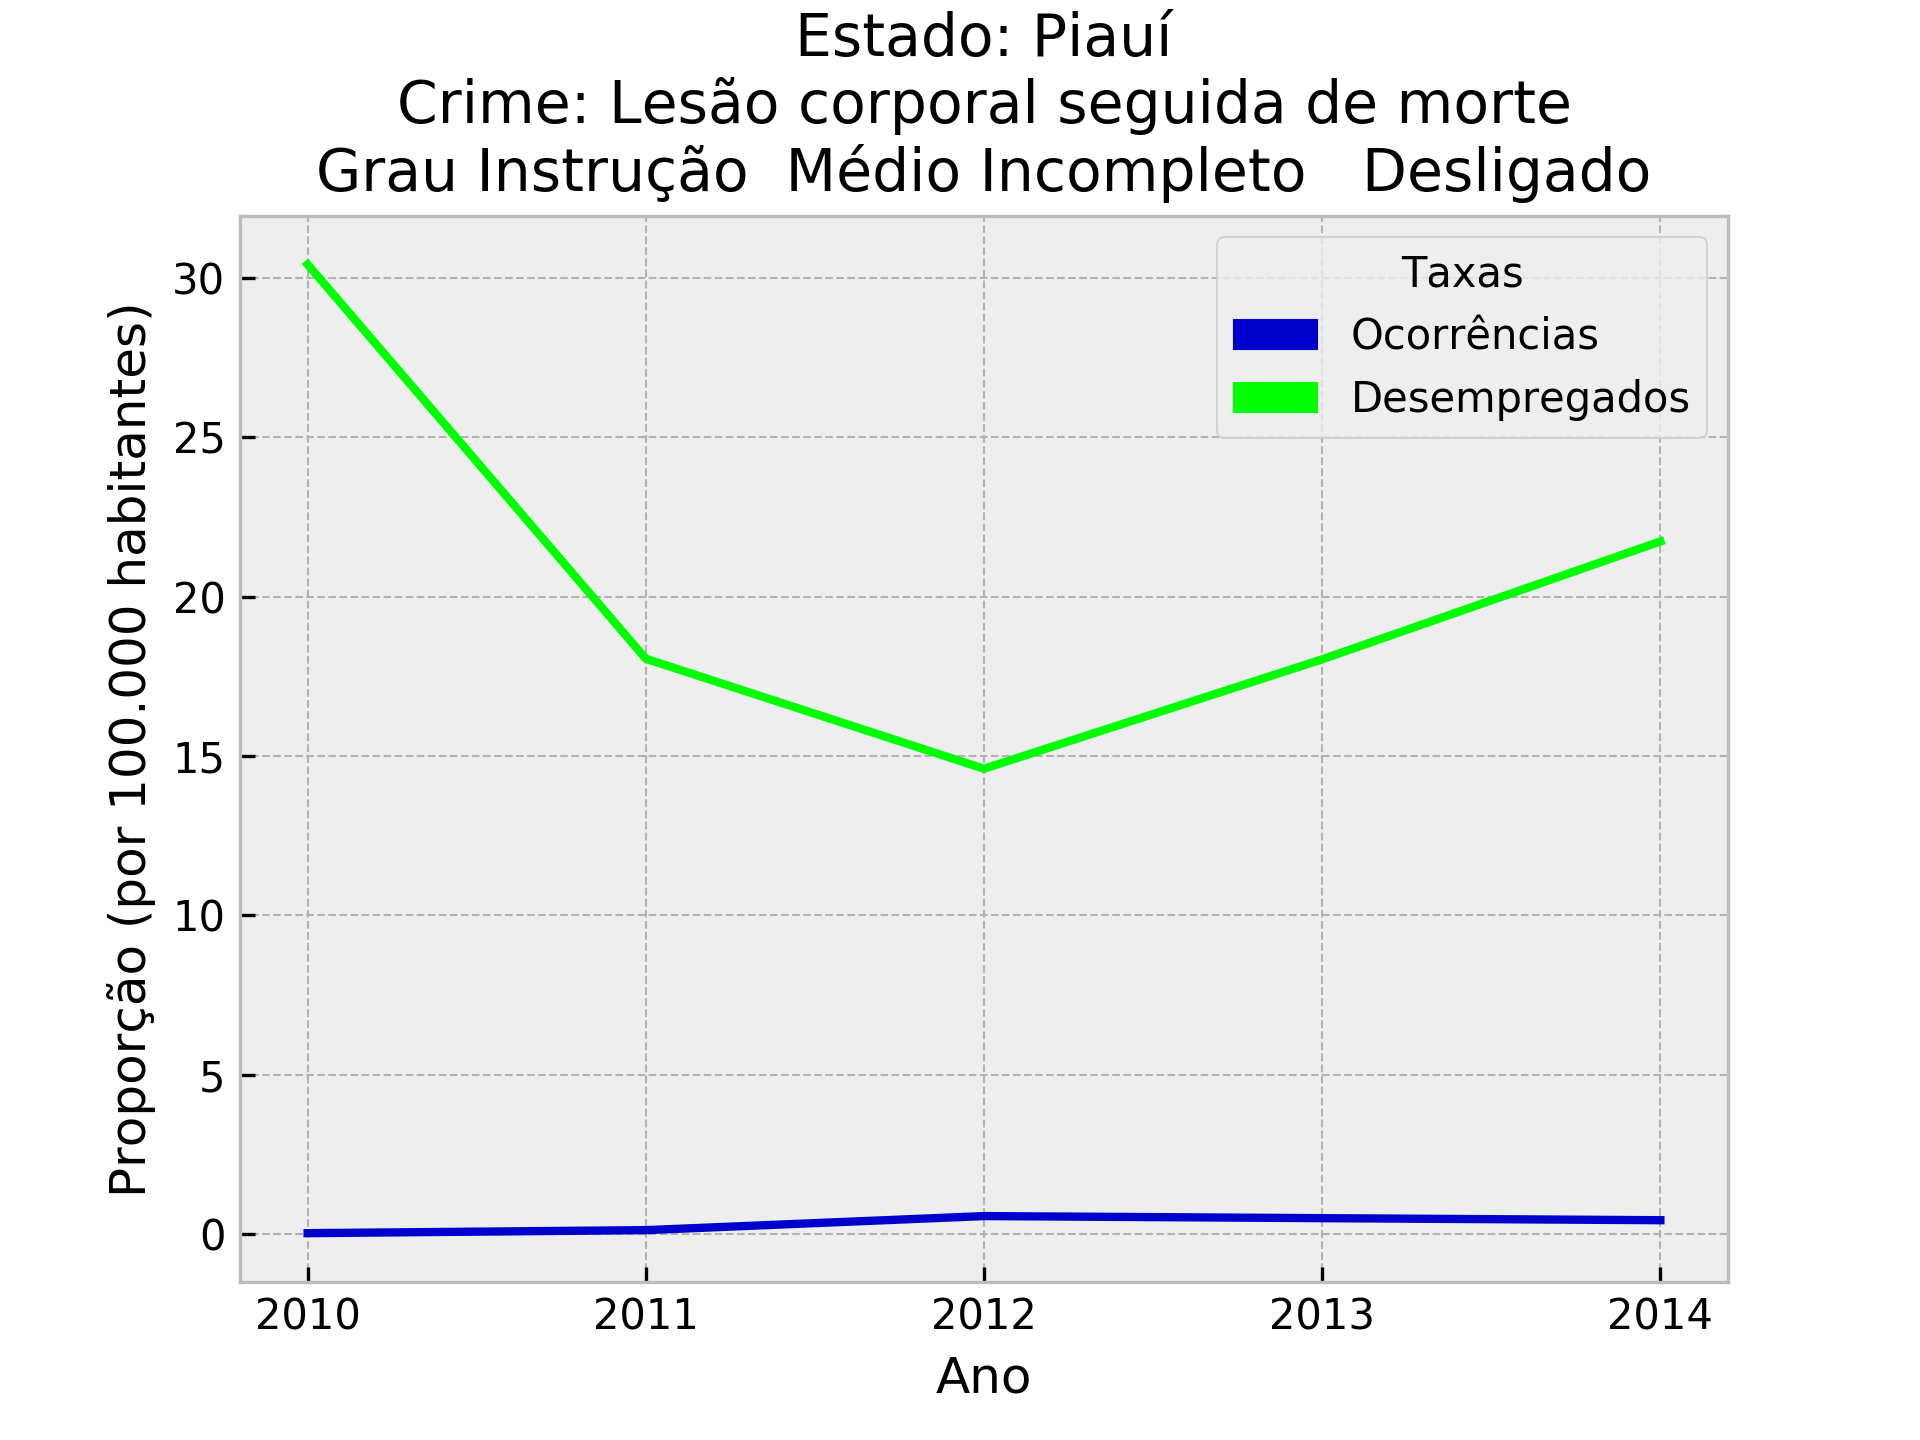 Estado: Piauí
Crime: Lesão corporal seguida de morte
Grau Instrução  Médio Incompleto   Desligado
Taxas
Ocorrências
Desempregados
Proporção (por 100.000 habitantes)
30
25
20
15
10
5
0
2010 2011 2012 2013 2014
Ano